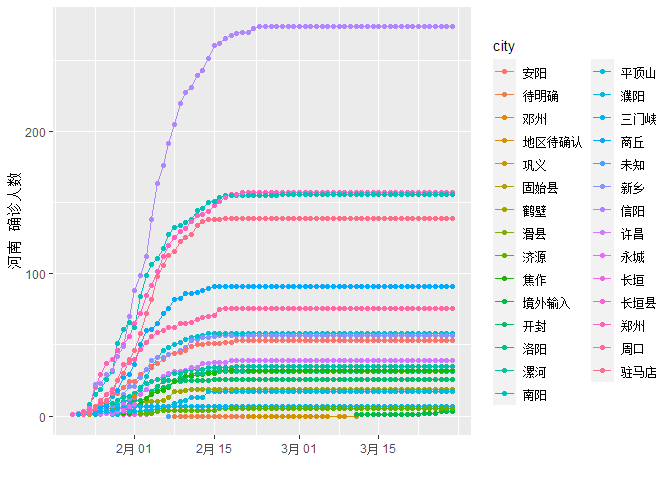 city
安阳
待明确
邓州
地区待确认
巩义
固始县
鹤壁
滑县
济源
焦作
境外输入
开封
洛阳
漯河
南阳
平顶山
濮阳
三门峡
商丘
未知
新乡
信阳
许昌
永城
长垣
长垣县
郑州
周口
驻马店
河南 确诊人数
200
100
0
2月 01
2月 15
3月 01
3月 15